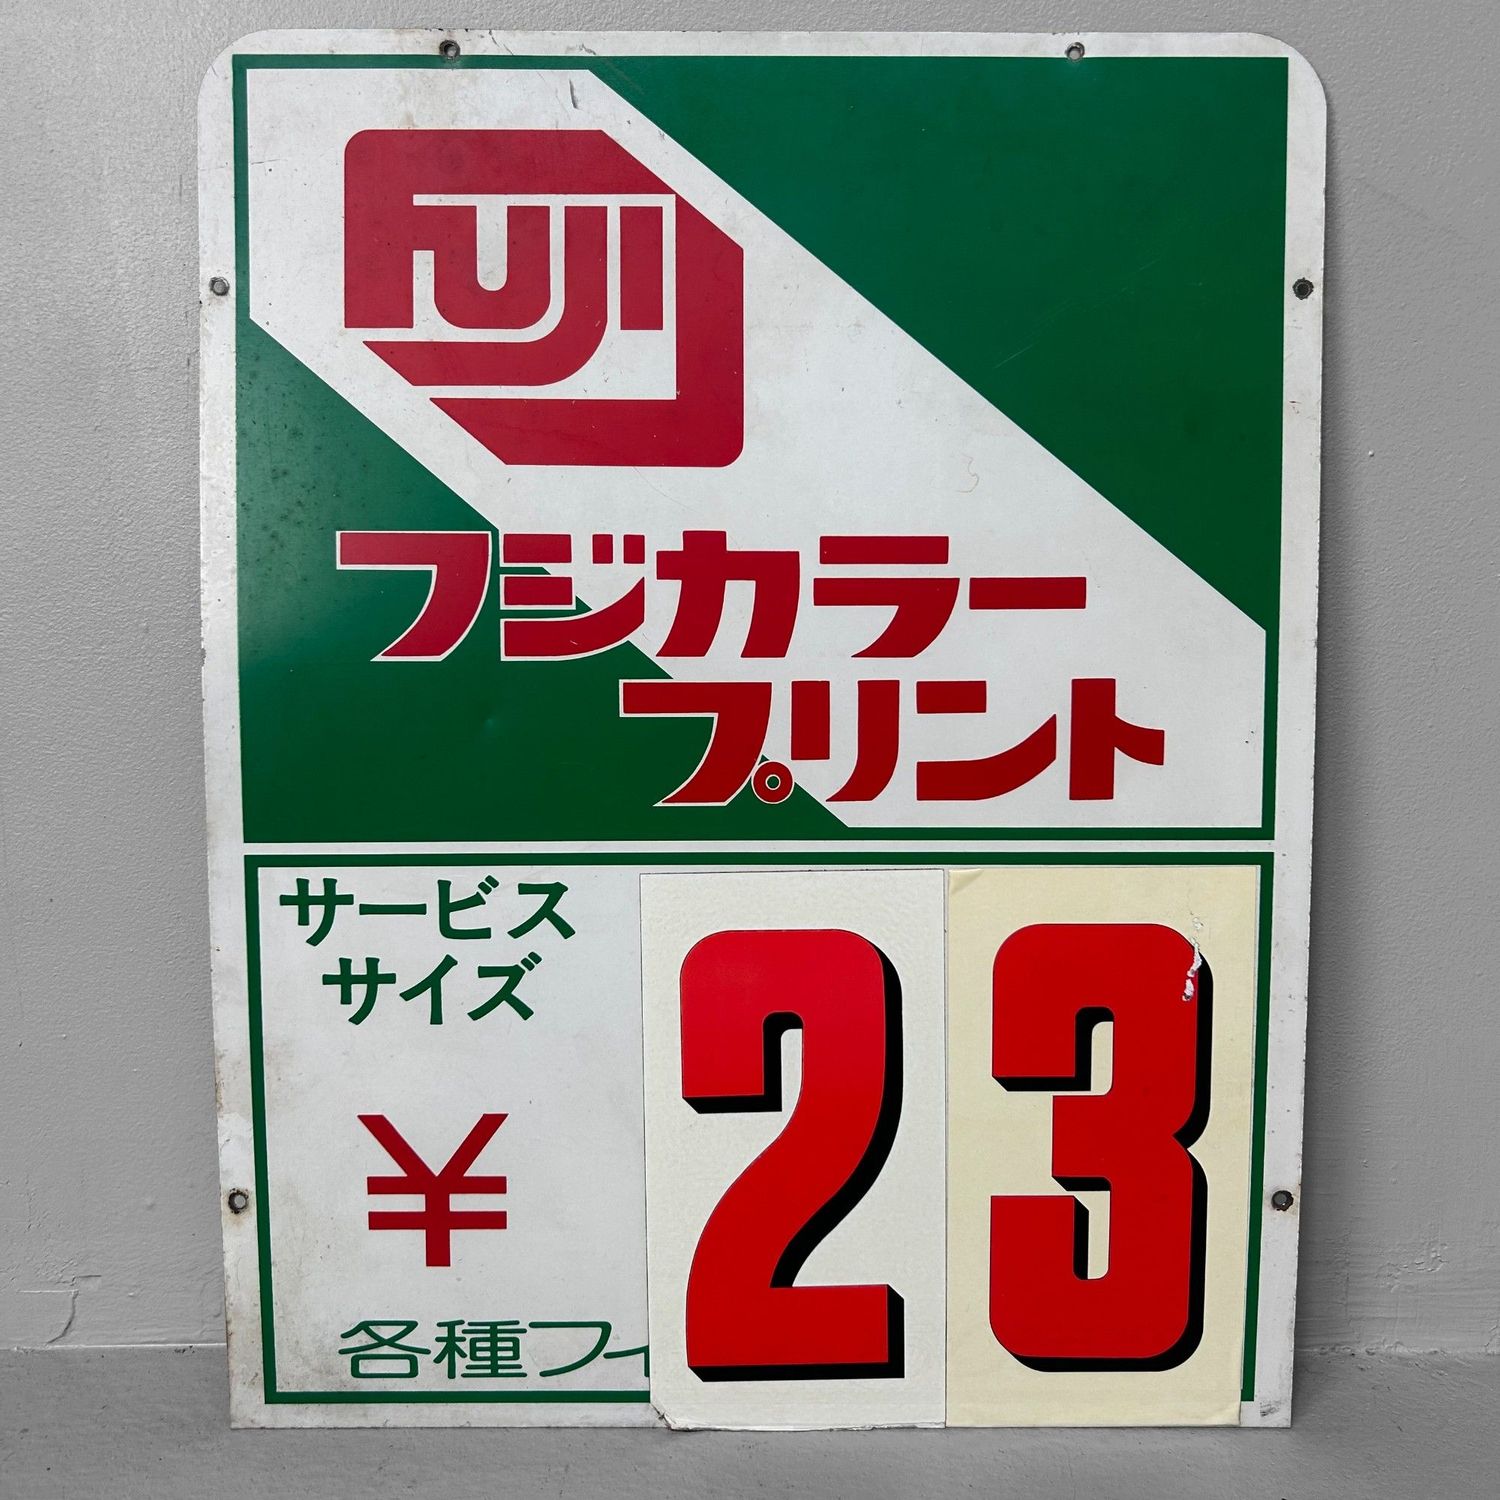 FUJI
フジカラー
プリント
サービス
サイズ
¥ 23
各種フィ